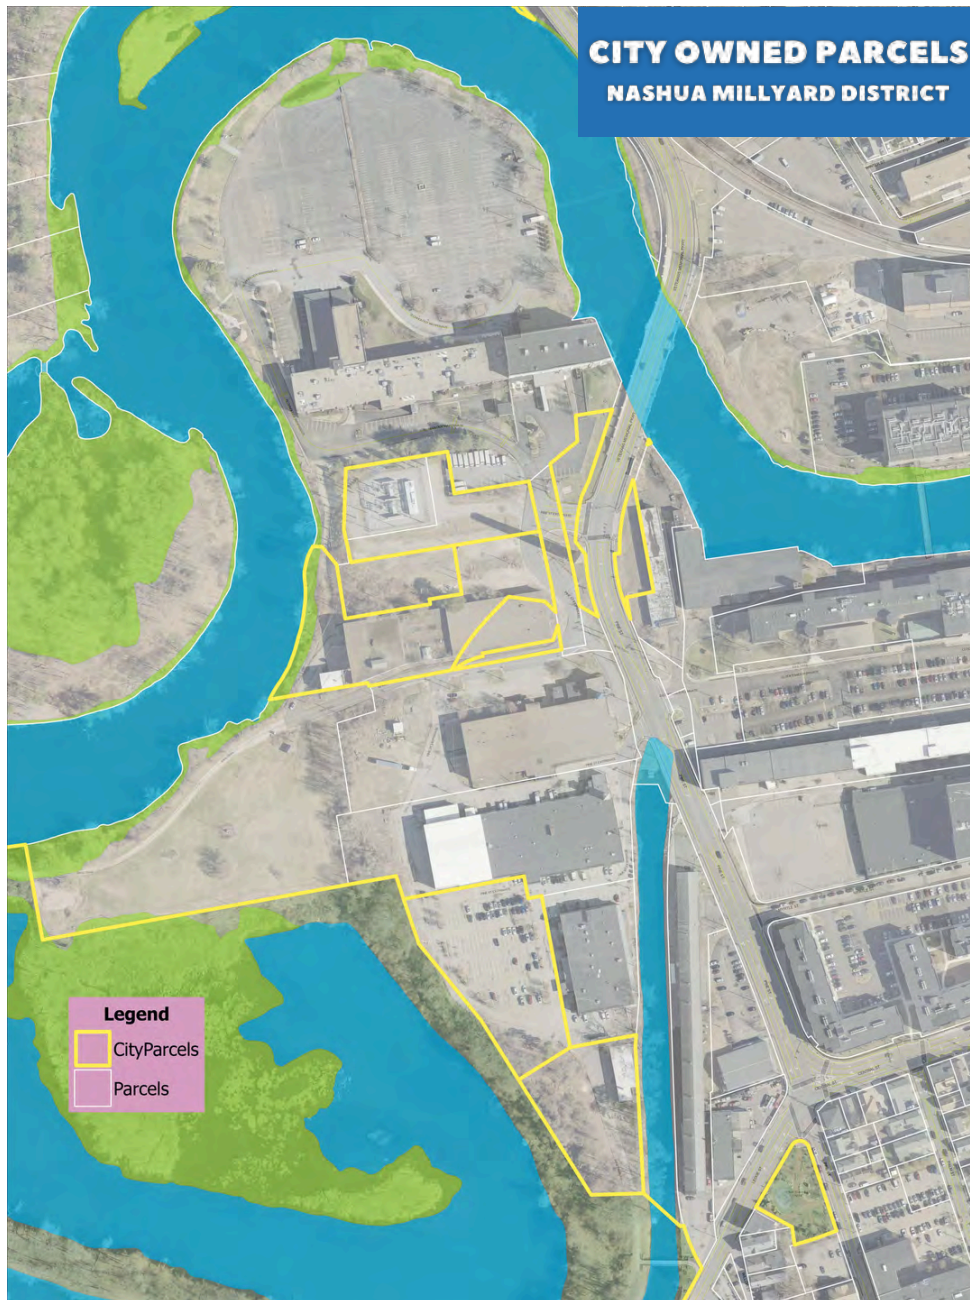 CITY OWNED PARCELS
NASHUA MILLYARD DISTRICT
Legend
CityParcels
Parcels